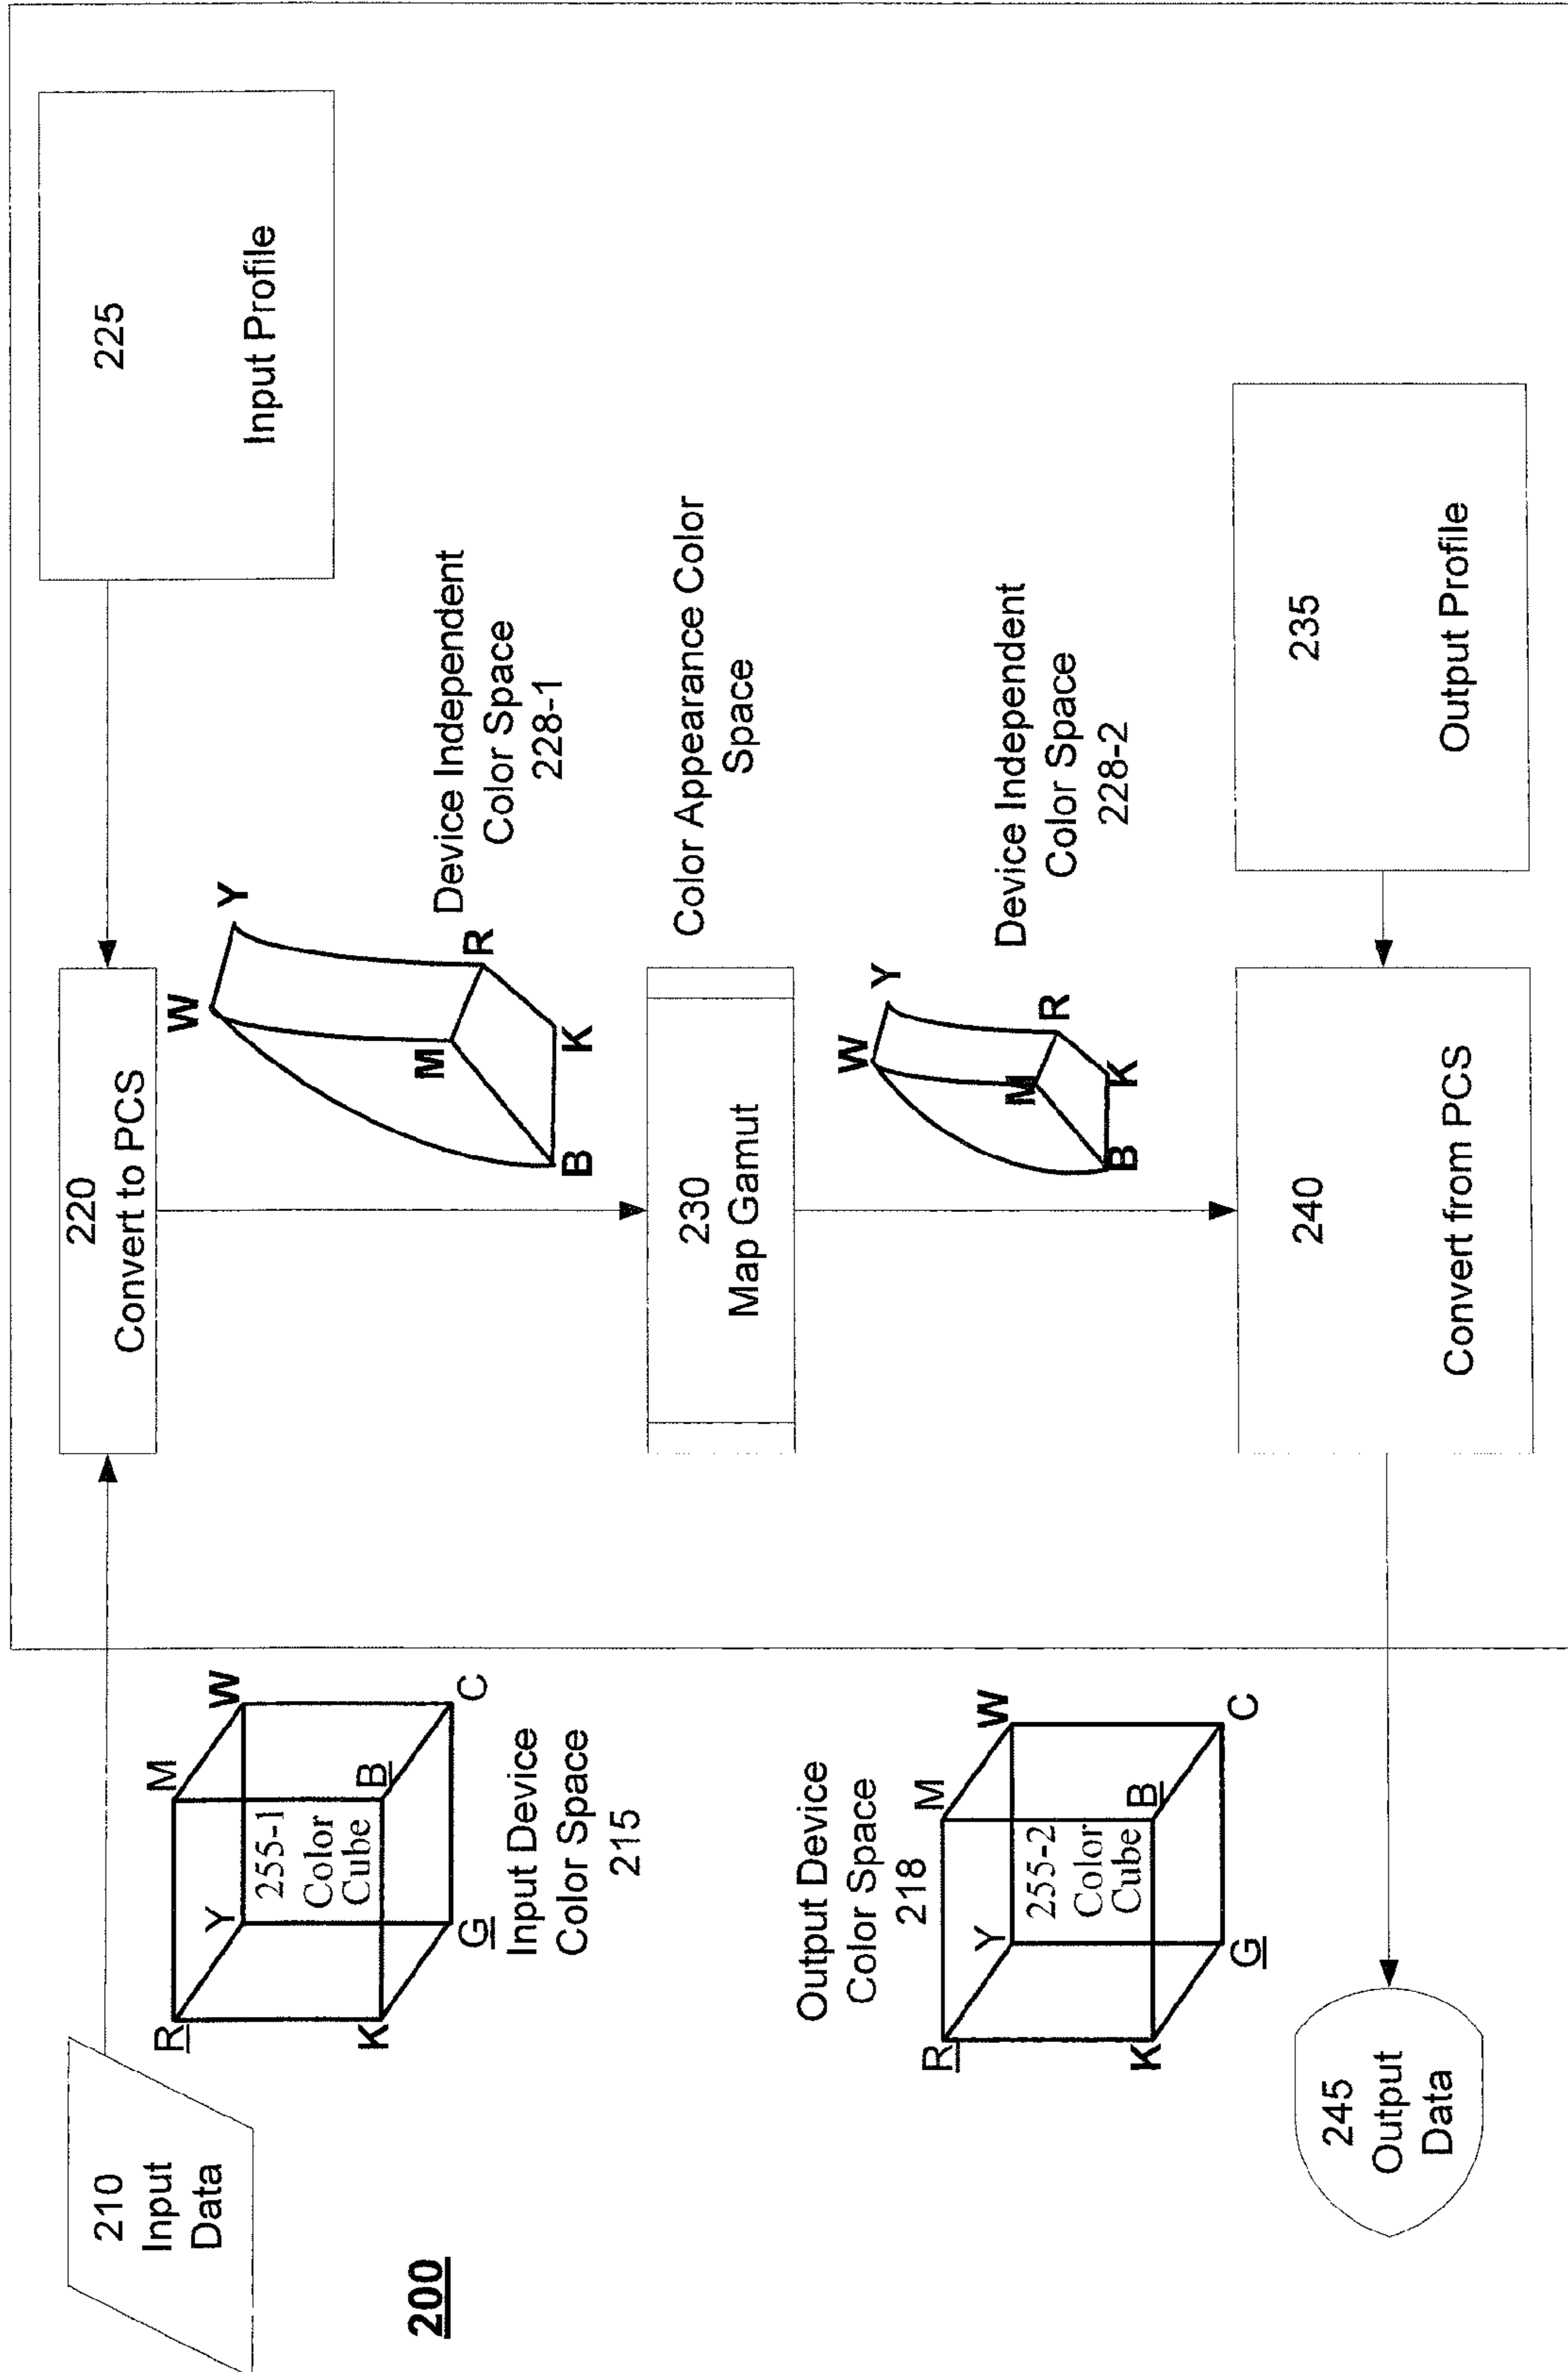 210
Input
Data
220
Convert to PCS
225
Input Profile
R
M
Y
W
255-1
Color
Cube
K
B
G
C
Input Device
Color Space
215
W
Y
M
R
B
K
Device Independent
Color Space
228-1
200
230
Map Gamut
Color Appearance Color
Space
Output Device
Color Space
218
R
M
Y
W
255-2
Color
Cube
K
B
G
C
W
Y
M
R
B
K
Device Independent
Color Space
228-2
245
Output
Data
240
Convert from PCS
235
Output Profile